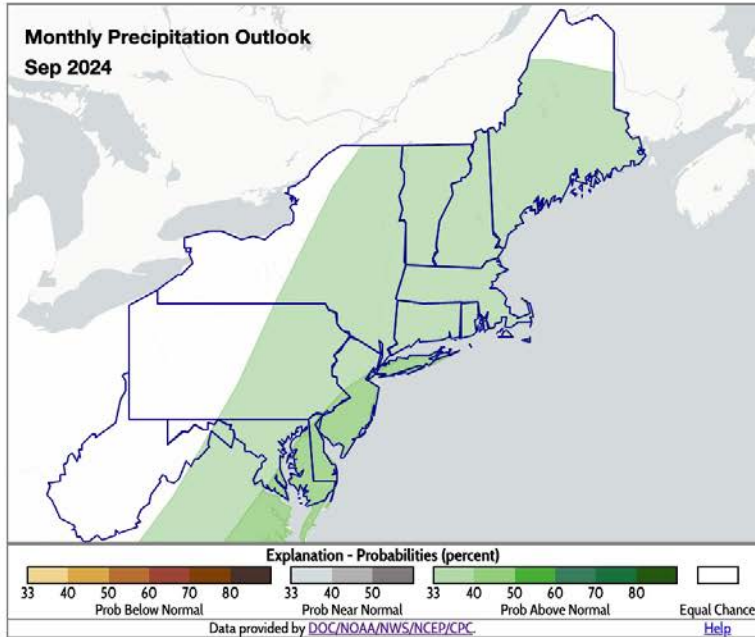 Monthly Precipitation Outlook
Sep 2024
Explanation - Probabilities (percent)
33 40 50 60 70 80 33 40 50 33 40 50 60 70 80
Prob Below Normal Prob Near Normal Prob Above Normal Equal Chance
Data provided by DOC/NOAA/NWS/NCEP/CPC. Help